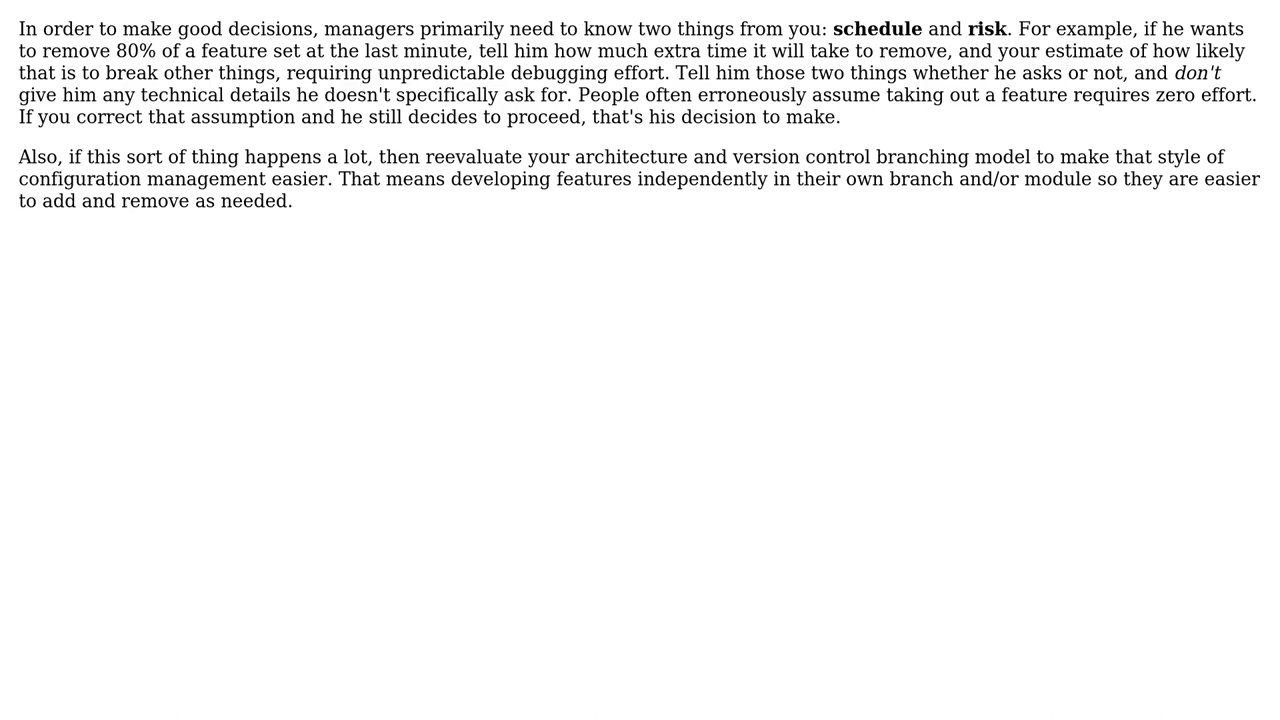 In order to make good decisions, managers primarily need to know two things from you: schedule and risk. For example, if he wants
to remove 80% of a feature set at the last minute, tell him how much extra time it will take to remove, and your estimate of how likely
that is to break other things, requiring unpredictable debugging effort. Tell him those two things whether he asks or not, and don't
give him any technical details he doesn't specifically ask for. People often erroneously assume taking out a feature requires zero effort.
If you correct that assumption and he still decides to proceed, that's his decision to make.
Also, if this sort of thing happens a lot, then reevaluate your architecture and version control branching model to make that style of
configuration management easier. That means developing features independently in their own branch and/or module so they are easier
to add and remove as needed.